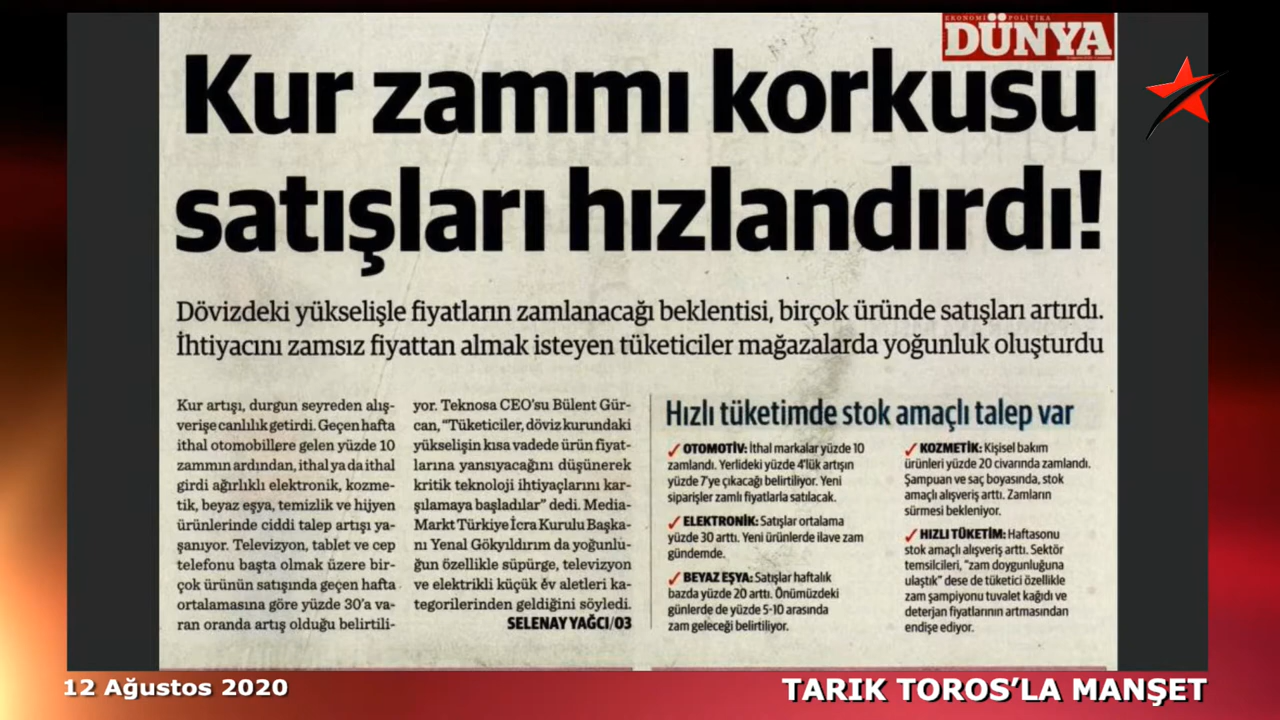 EKONOMİ POLİTİKA
DÜNYA
Kur zammı korkusu
satışları hızlandırdı!
Dövizdeki yükselişle fiyatların zamlanacağı beklentisi, birçok üründe satışları artırdı.
İhtiyacını zamsız fiyattan almak isteyen tüketiciler mağazalarda yoğunluk oluşturdu
Kur artışı, durgun seyreden alış-
verişe canlılık getirdi. Geçen hafta
ithal otomobillere gelen yüzde 10
zammın ardından, ithal ya da ithal
girdi ağırlıklı elektronik, kozme-
tik, beyaz eşya, temizlik ve hijyen
ürünlerinde ciddi talep artışı ya-
şanıyor. Televizyon, tablet ve cep
telefonu başta olmak üzere bir-
çok ürünün satışında geçen hafta
ortalamasına göre yüzde 30'a va-
ran oranda artış olduğu belirtili-
yor. Teknosa CEO'su Bülent Gür-
can, “Tüketiciler, döviz kurundaki
yükselişin kısa vadede ürün fiyat-
larına yansıyacağını düşünerek
kritik teknoloji ihtiyaçlarını kar-
şılamaya başladılar” dedi. Media-
Markt Türkiye İcra Kurulu Başka-
nı Yenal Gökyıldırım da yoğunlu-
ğun özellikle süpürge, televizyon
ve elektrikli küçük ev aletleri ka-
tegorilerinden geldiğini söyledi.
SELENAY YAĞCI/03
Hızlı tüketimde stok amaçlı talep var
OTOMOTİV: İthal markalar yüzde 10
zamlandı. Yerlideki yüzde 4'lük artışın
yüzde 7'ye çıkacağı belirtiliyor. Yeni
siparişler zamlı fiyatlarla satılacak.
ELEKTRONİK: Satışlar ortalama
yüzde 30 arttı. Yeni ürünlerde ilave zam
gündemde.
BEYAZ EŞYA: Satışlar haftalık
bazda yüzde 20 arttı. Önümüzdeki
günlerde de yüzde 5-10 arasında
zam geleceği belirtiliyor.
KOZMETİK: Kişisel bakım
ürünleri yüzde 20 civarında zamlandı.
Şampuan ve saç boyasında, stok
amaçlı alışveriş arttı. Zamların
sürmesi bekleniyor.
HIZLI TÜKETİM: Haftasonu
stok amaçlı alışveriş arttı. Sektör
temsilcileri, “zam doygunluğuna
ulaştık” dese de tüketici özellikle
zam şampiyonu tuvalet kağıdı ve
deterjan fiyatlarının artmasından
endişe ediyor.
12 Ağustos 2020
TARIK TOROS’LA MANŞET